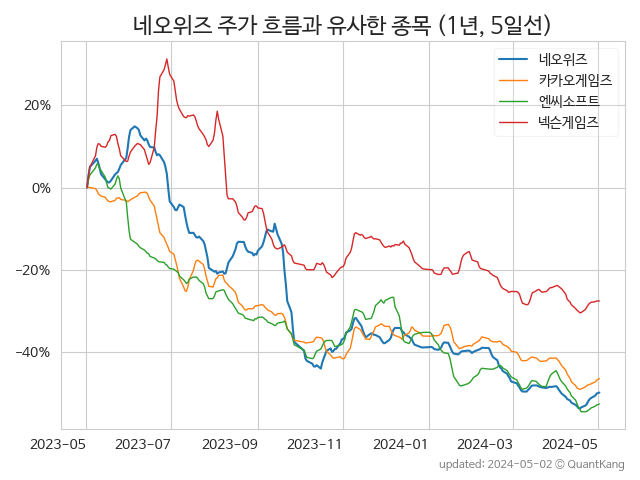 네오위즈 주가 흐름과 유사한 종목 (1년, 5일선)
네오위즈
카카오게임즈
엔씨소프트
넥슨게임즈
20%
0%
−20%
−40%
2023-05 2023-07 2023-09 2023-11 2024-01 2024-03 2024-05
updated: 2024-05-02 © QuantKang